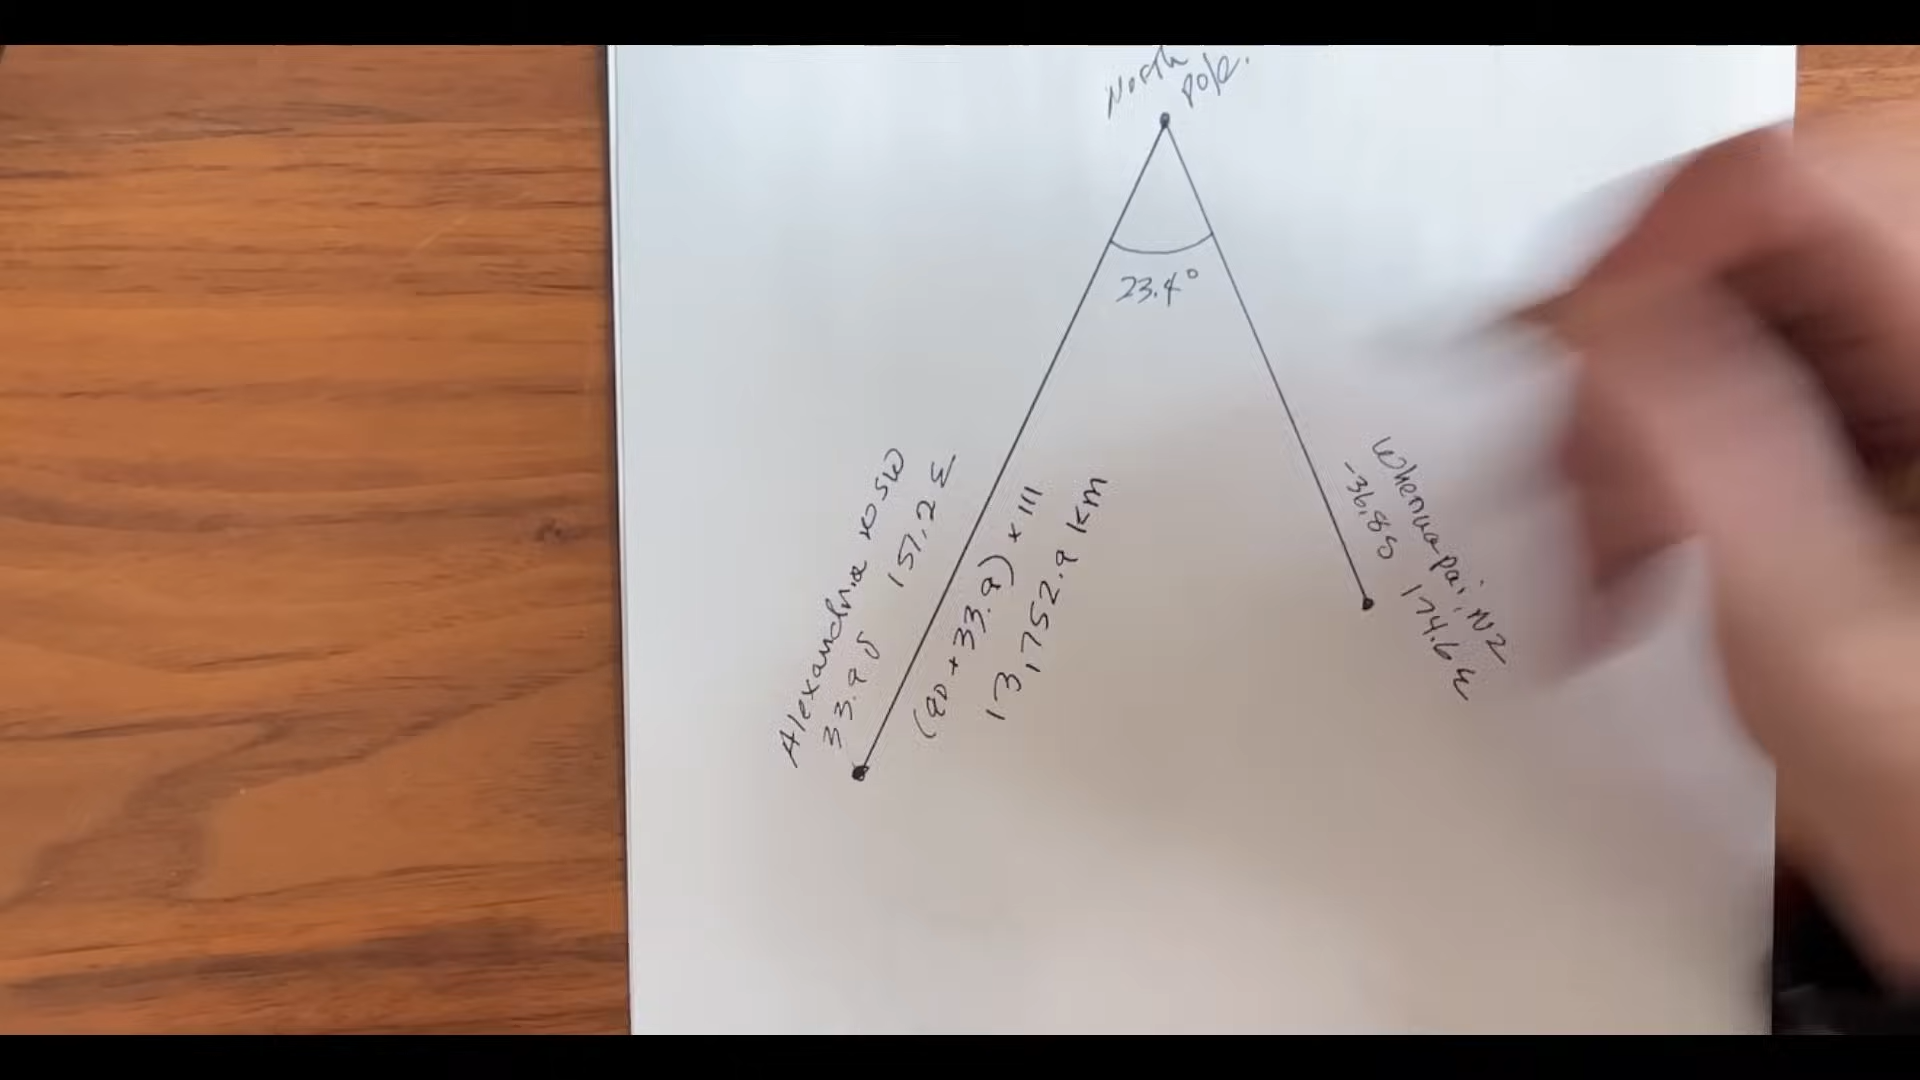 North
Pole.
23.4°
Alexandria NSW
33.9 S 151.2 E
(90 + 33.9) × 111
13,752.9 km
Whenuapai, NZ
-36.8S 174.6 E